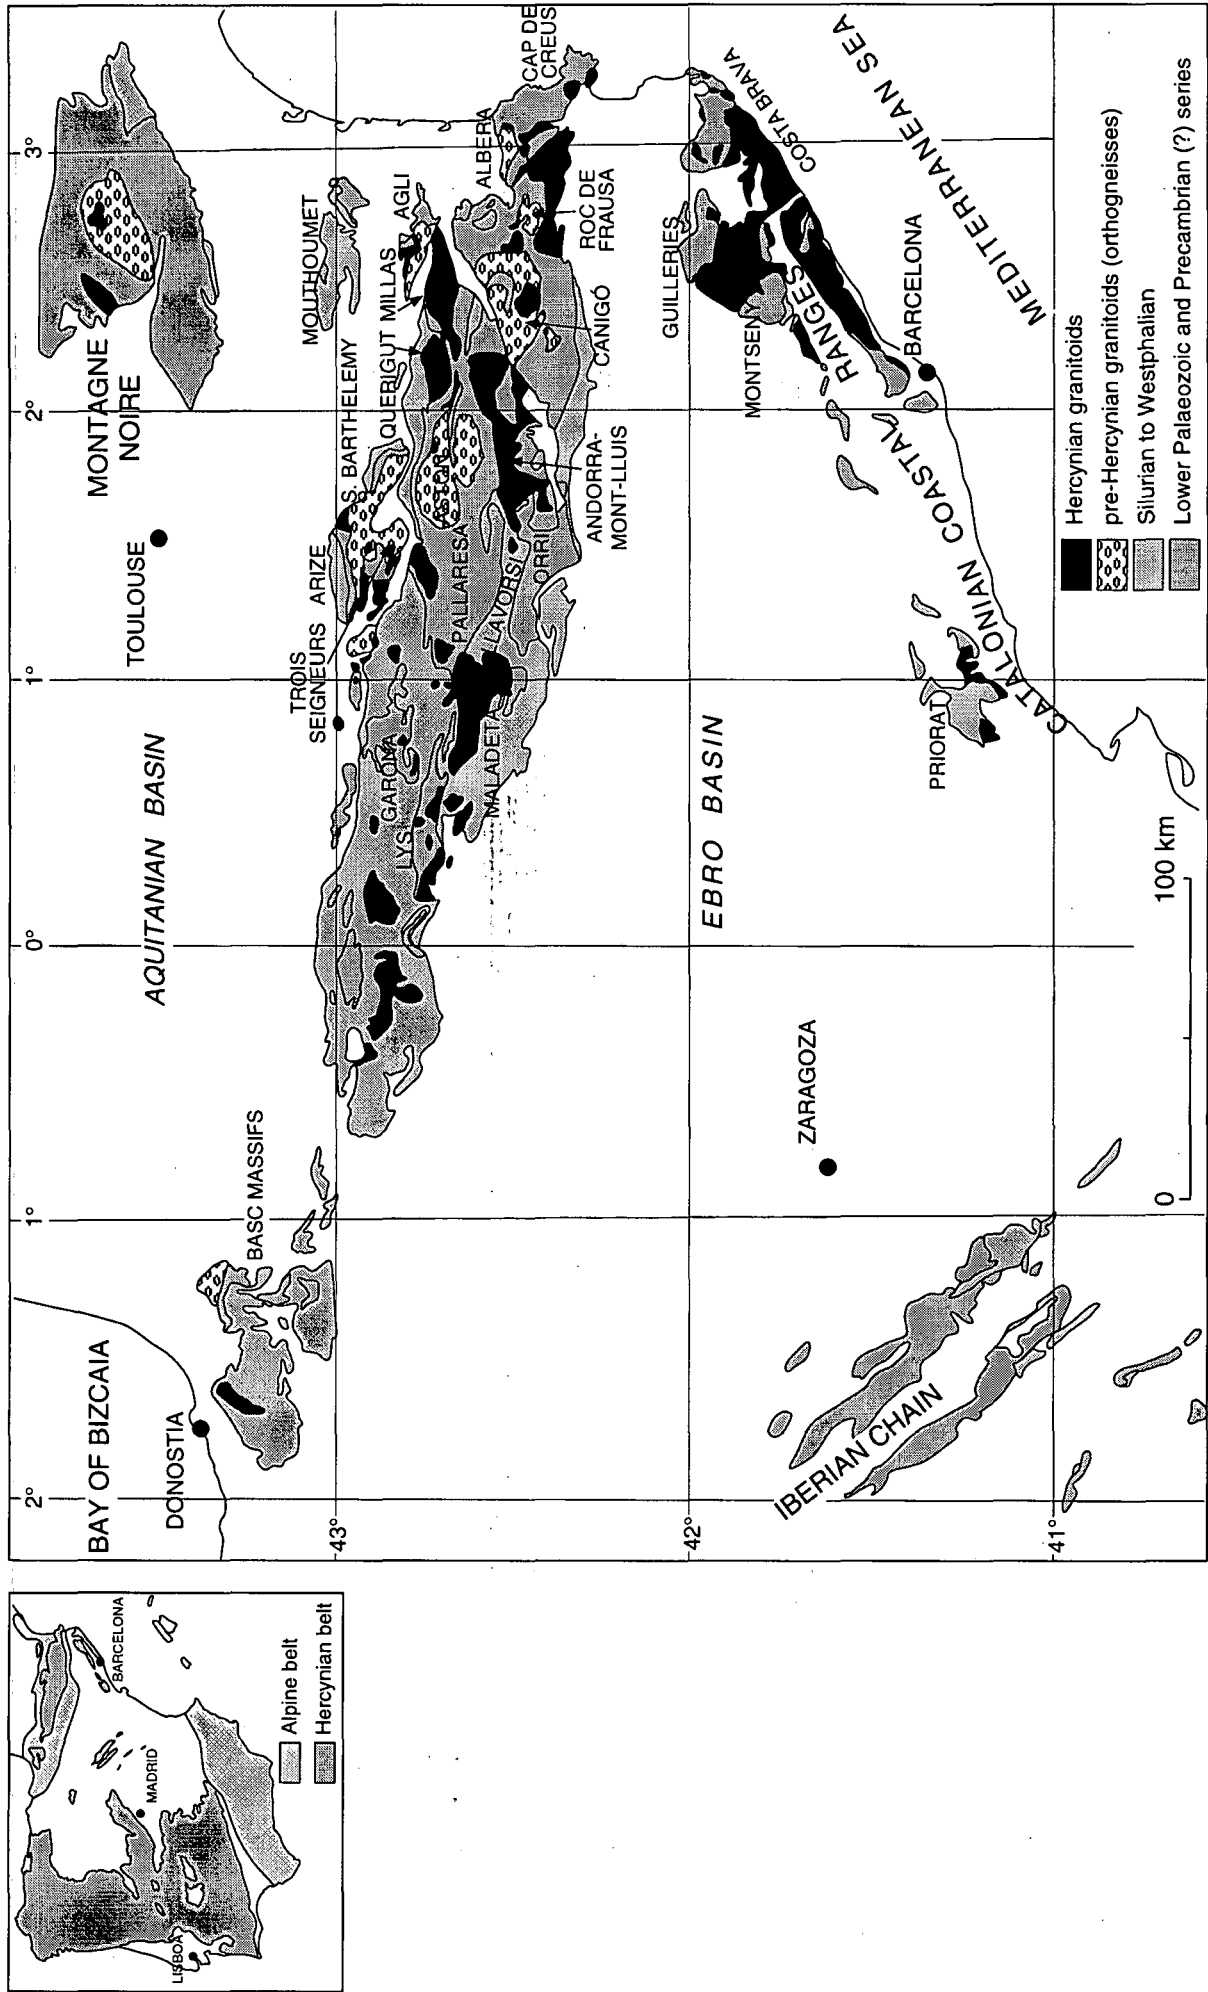 BAY OF BIZCAIA
DONOSTIA
BASC MASSIFS
AQUITANIAN BASIN
TOULOUSE
MONTAGNE
NOIRE
2°
1°
0°
1°
2°
3°
43°
42°
41°
TROIS
SEIGNEURS
ARIZE
S. BARTHELEMY
QUERIGUT
MILLAS
AGLI
MOUTHOUMET
ALBERA
CAP DE
CREUS
LYS
GARONA
MALADETA
PALLARESA
LAVORSI
ORRI
ANDORRA-
MONT-LLUIS
CANIGÓ
ROC DE
FRAUSA
EBRO BASIN
ZARAGOZA
IBERIAN CHAIN
PRIORAT
CATALONIAN COASTAL
RANGES
GUILLERIES
BARCELONA
COSTA BRAVA
MEDITERRANEAN SEA
0
100 km
Hercynian granitoids
pre-Hercynian granitoids (orthogneisses)
Silurian to Westphalian
Lower Palaeozoic and Precambrian (?) series
LISBOA
MADRID
BARCELONA
Alpine belt
Hercynian belt